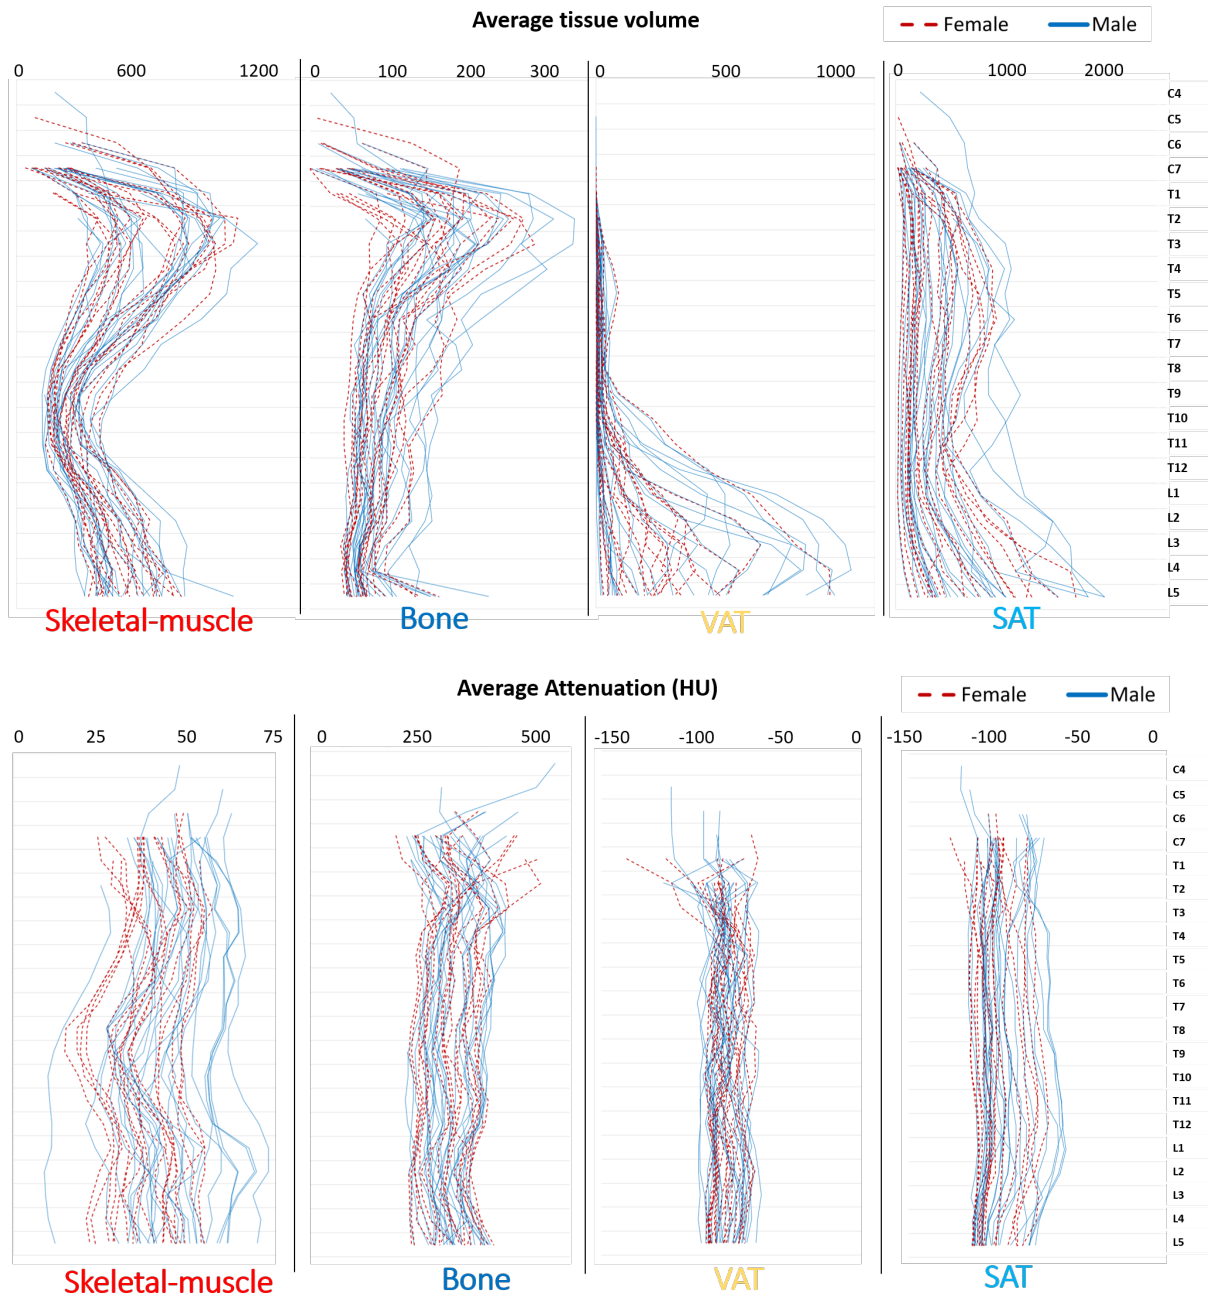 Average tissue volume
Female Male
0 600 1200 0 100 200 300 0 500 1000 0 1000 2000
C4
C5
C6
C7
T1
T2
T3
T4
T5
T6
T7
T8
T9
T10
T11
T12
L1
L2
L3
L4
L5
Skeletal-muscle Bone VAT SAT
Average Attenuation (HU)
Female Male
0 25 50 75 0 250 500 -150 -100 -50 0 -150 -100 -50 0
C4
C5
C6
C7
T1
T2
T3
T4
T5
T6
T7
T8
T9
T10
T11
T12
L1
L2
L3
L4
L5
Skeletal-muscle Bone VAT SAT